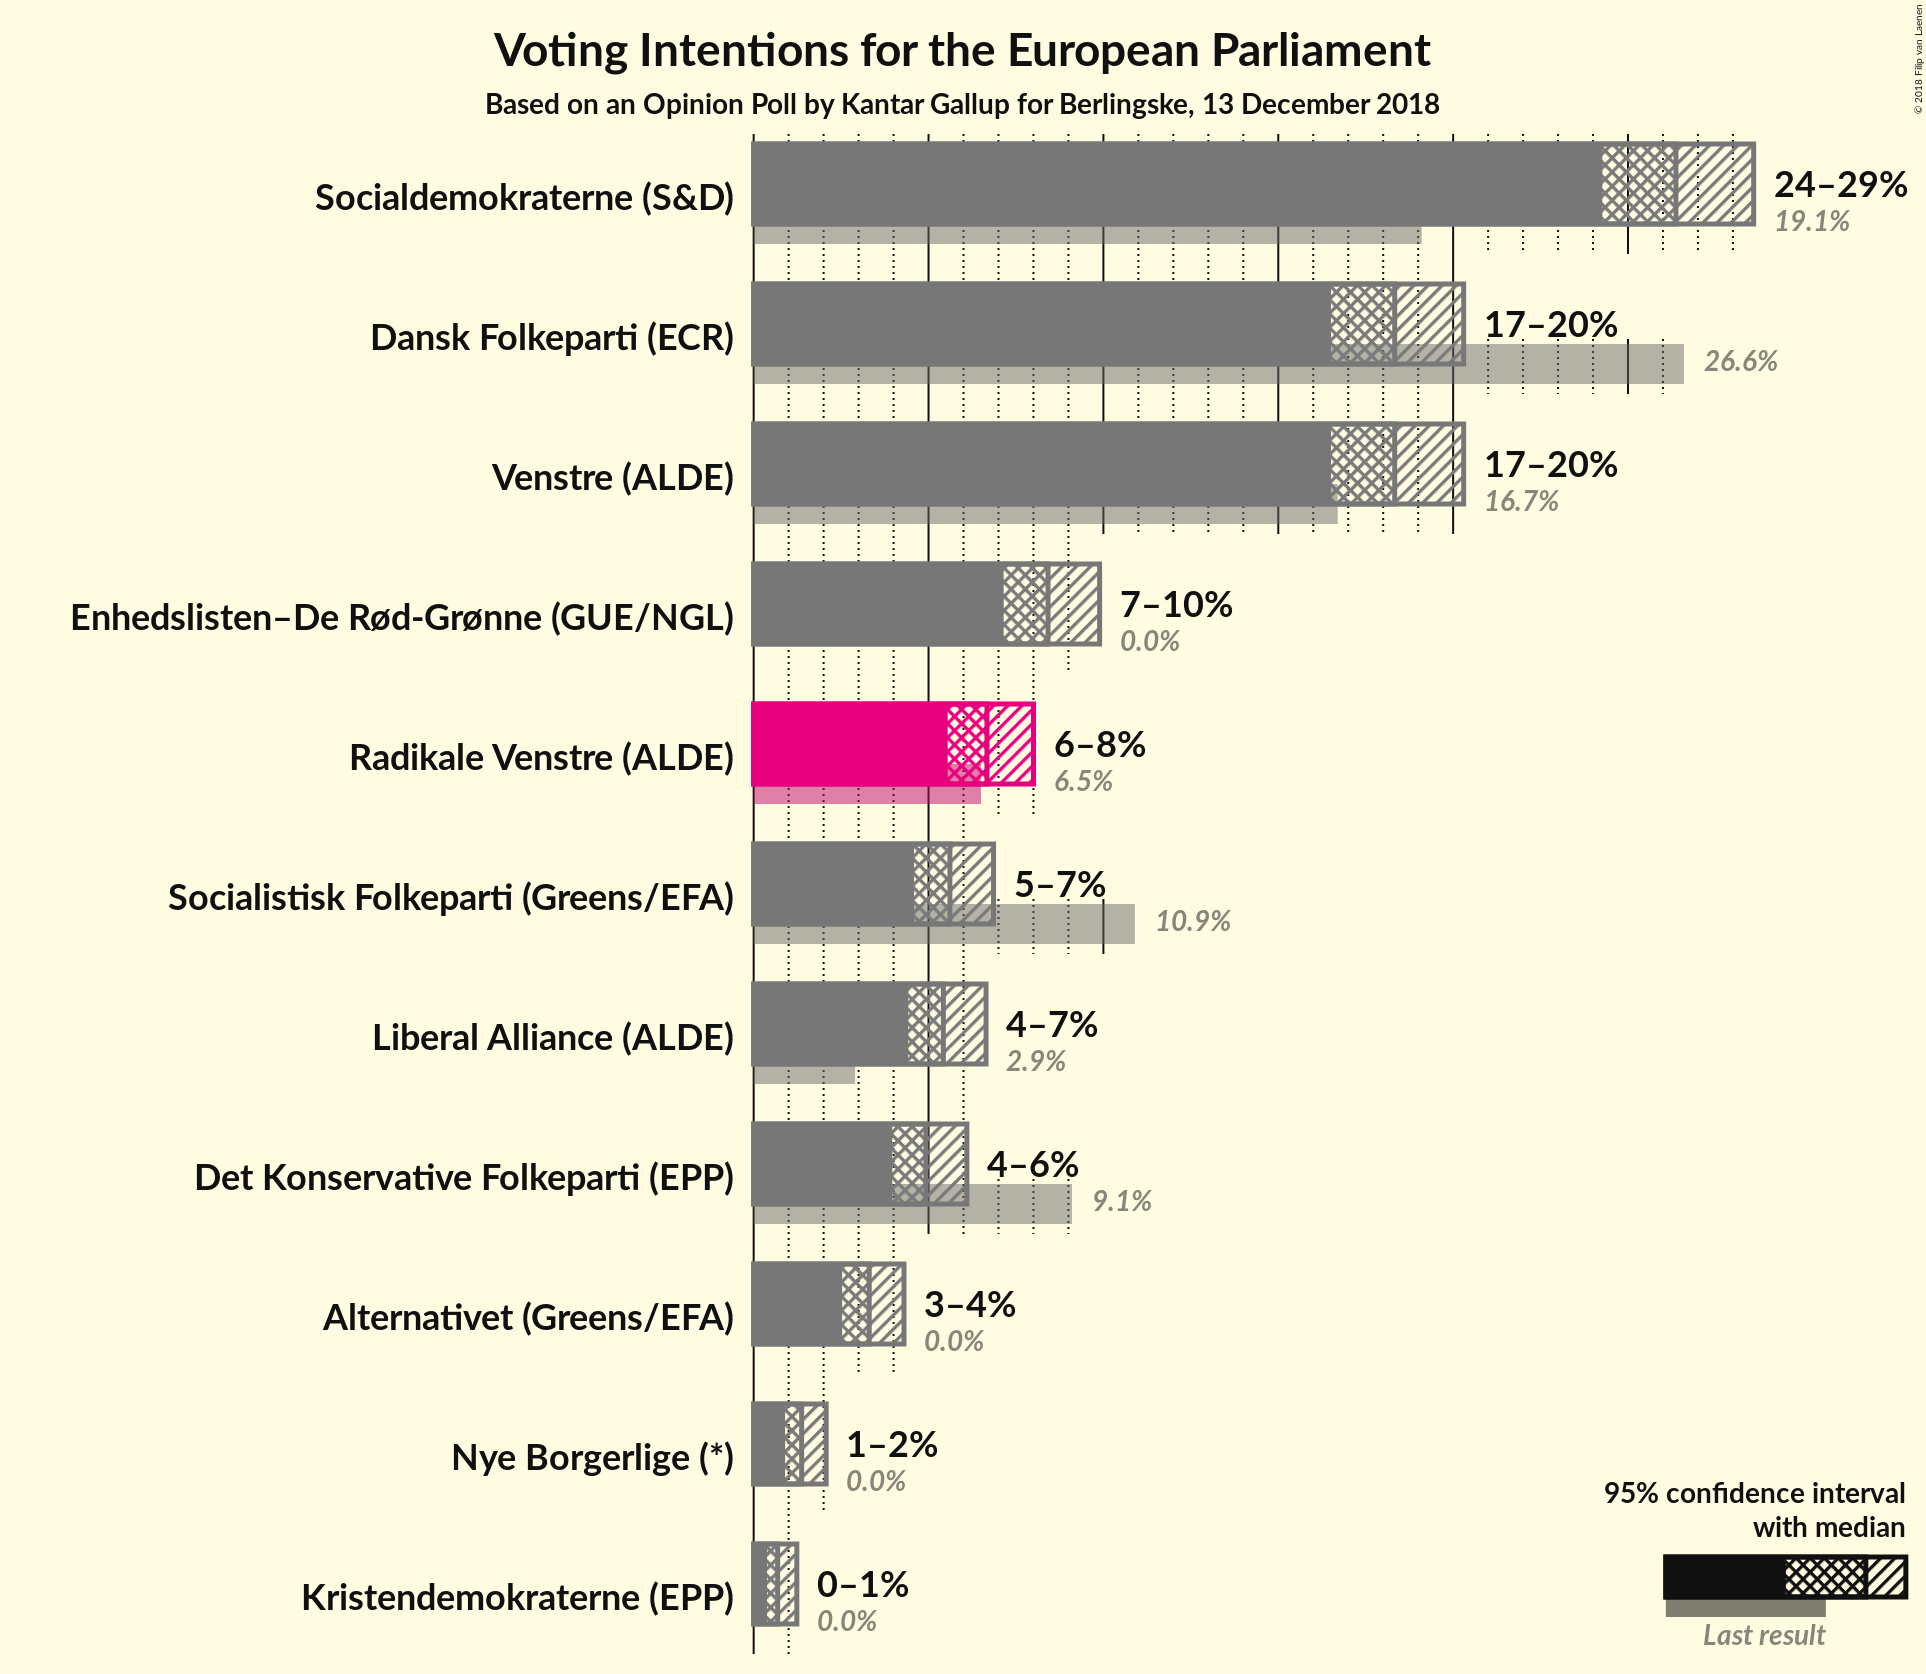 Voting Intentions for the European Parliament
Based on an Opinion Poll by Kantar Gallup for Berlingske, 13 December 2018
© 2018 Filip van Laenen
Socialdemokraterne (S&D)
24–29%
19.1%
Dansk Folkeparti (ECR)
17–20%
26.6%
Venstre (ALDE)
17–20%
16.7%
Enhedslisten–De Rød-Grønne (GUE/NGL)
7–10%
0.0%
Radikale Venstre (ALDE)
6–8%
6.5%
Socialistisk Folkeparti (Greens/EFA)
5–7%
10.9%
Liberal Alliance (ALDE)
4–7%
2.9%
Det Konservative Folkeparti (EPP)
4–6%
9.1%
Alternativet (Greens/EFA)
3–4%
0.0%
Nye Borgerlige (*)
1–2%
0.0%
Kristendemokraterne (EPP)
0–1%
0.0%
95% confidence interval
with median
Last result